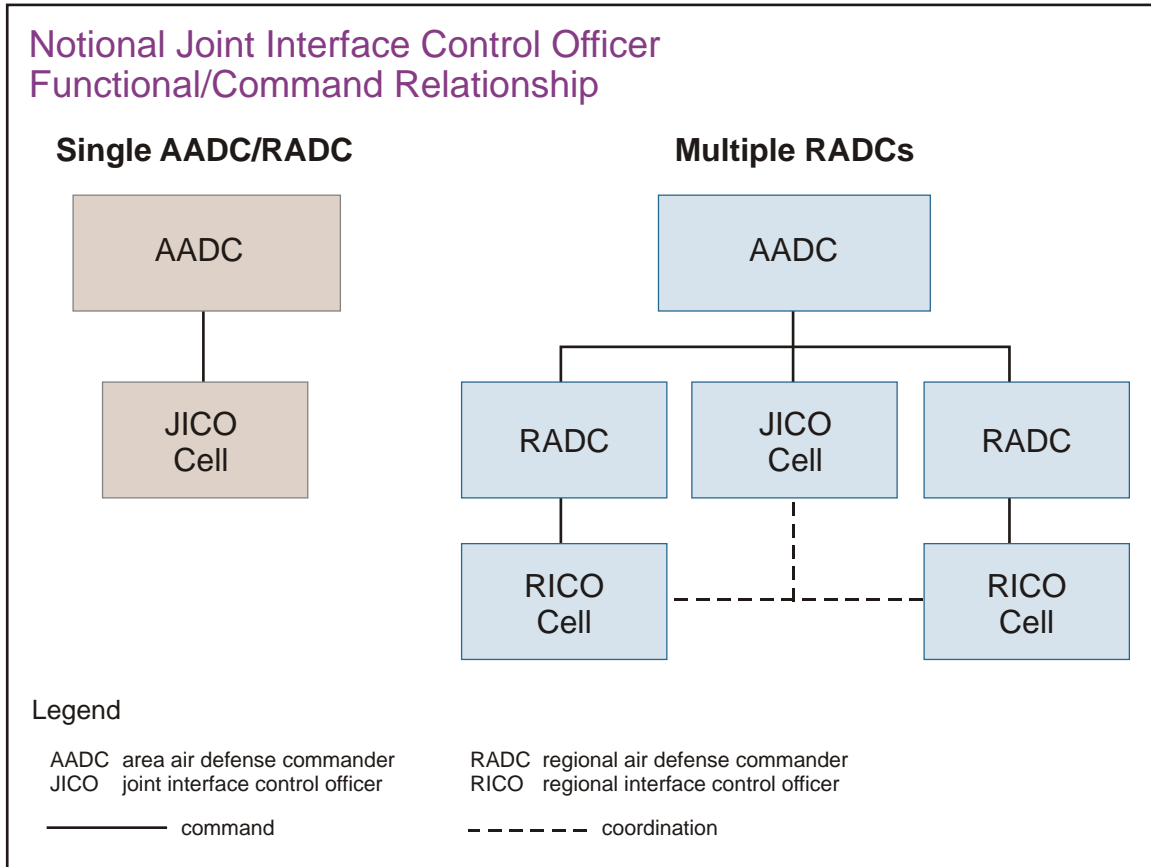 Notional Joint Interface Control Officer
Functional/Command Relationship
Single AADC/RADC
AADC
JICO
Cell
Multiple RADCs
AADC
RADC
JICO
Cell
RADC
RICO
Cell
RICO
Cell
Legend
AADC area air defense commander
JICO joint interface control officer
RADC regional air defense commander
RICO regional interface control officer
command
coordination